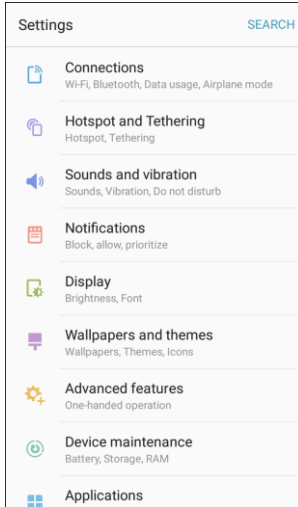 Settings SEARCH
Connections
Wi-Fi, Bluetooth, Data usage, Airplane mode
Hotspot and Tethering
Hotspot, Tethering
Sounds and vibration
Sounds, Vibration, Do not disturb
Notifications
Block, allow, prioritize
Display
Brightness, Font
Wallpapers and themes
Wallpapers, Themes, Icons
Advanced features
One-handed operation
Device maintenance
Battery, Storage, RAM
Applications